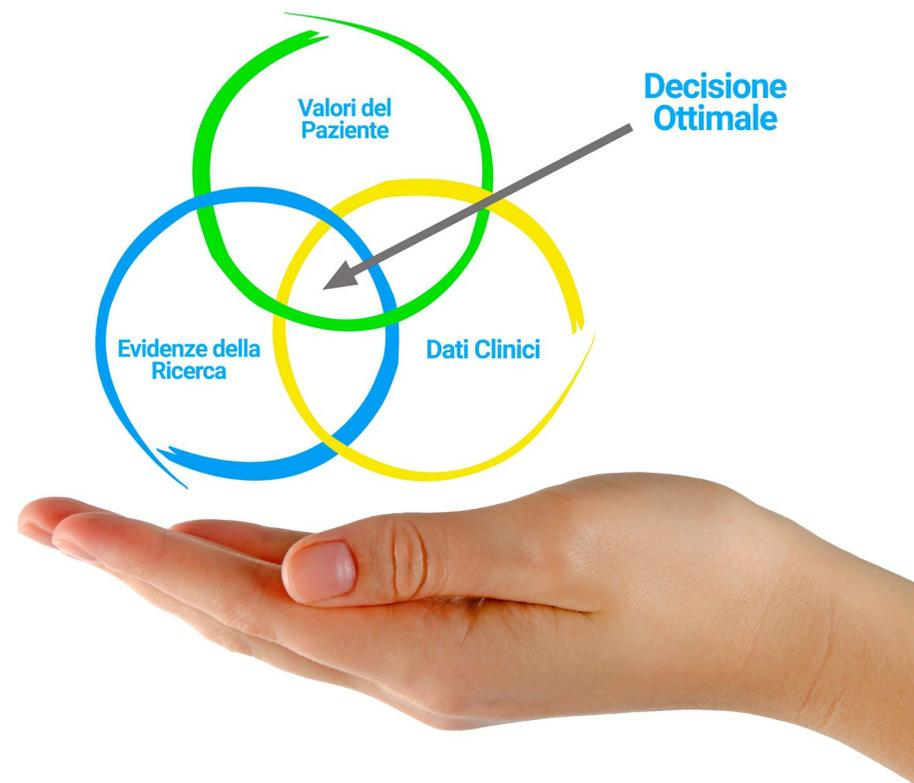 Valori del
Paziente
Decisione
Ottimale
Evidenze della
Ricerca
Dati Clinici